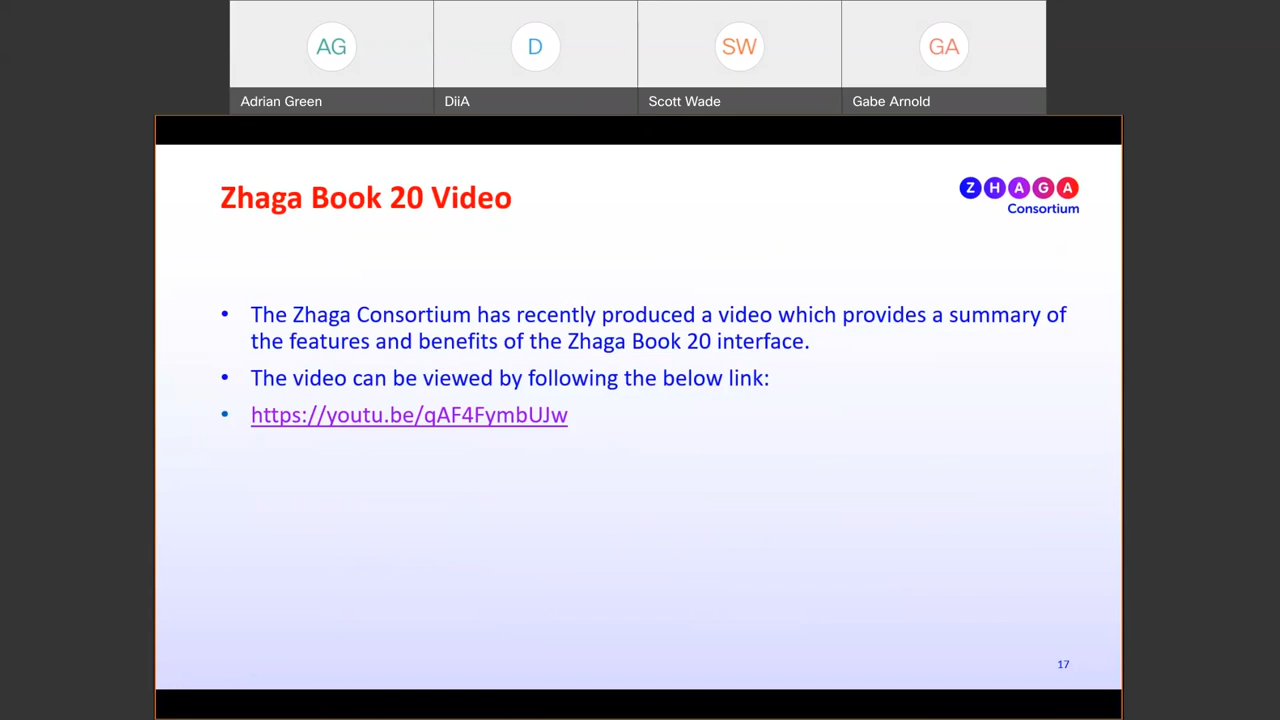 AG
D
SW
GA
Adrian Green
DiiA
Scott Wade
Gabe Arnold
Zhaga Book 20 Video
ZHAGA
Consortium
• The Zhaga Consortium has recently produced a video which provides a summary of
the features and benefits of the Zhaga Book 20 interface.
• The video can be viewed by following the below link:
• https://youtu.be/qAF4FymbUJw
17